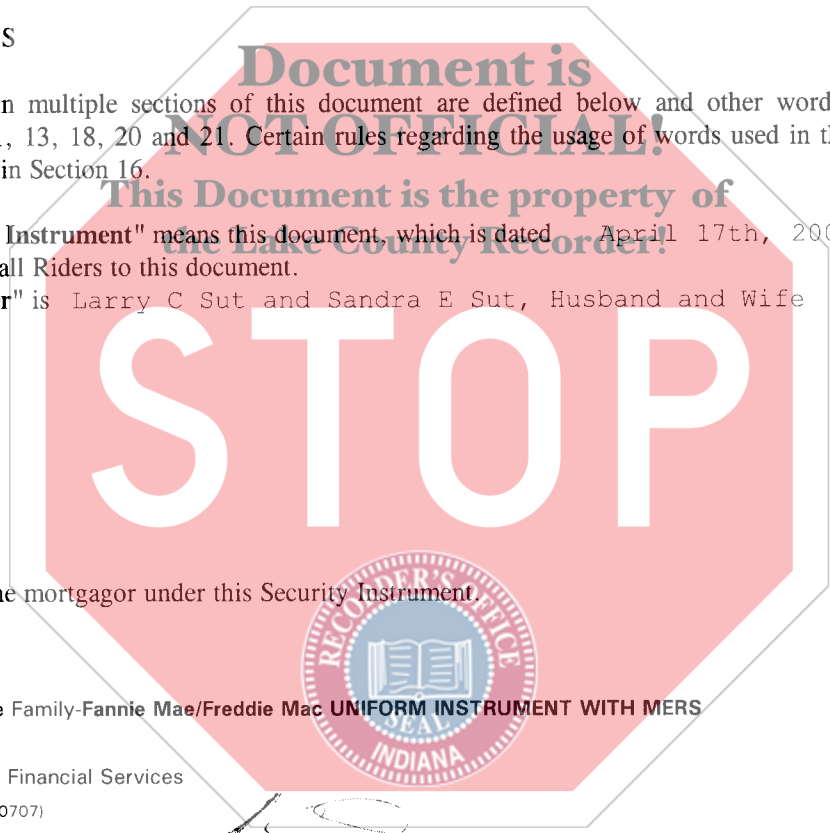 S
Document is
n multiple sections of this document are defined below and other word
, 13, 18, 20 and 21. Certain rules regarding the usage of words used in t
NOT OFFICIAL!
in Section 16.
This Document is the property of
Instrument" means this document, which is dated April 17th, 200
the Lake County Recorder!
all Riders to this document.
r" is Larry C Sut and Sandra E Sut, Husband and Wife
STOP
e mortgagor under this Security Instrument.
RECORDER'S OFFICE
SEAL
INDIANA
e Family-Fannie Mae/Freddie Mac UNIFORM INSTRUMENT WITH MERS
Financial Services
0707)